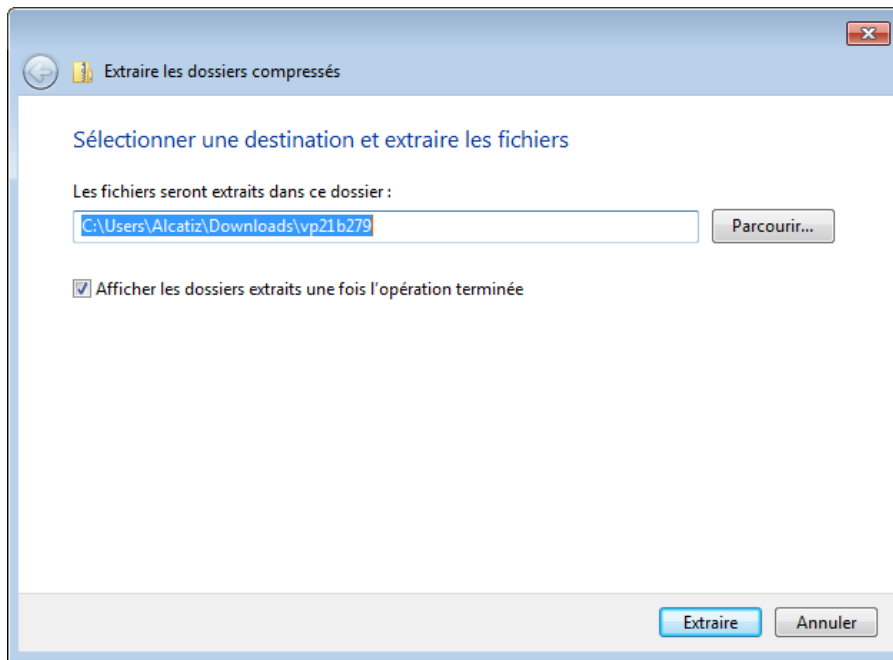 Extraire les dossiers compressés
Sélectionner une destination et extraire les fichiers
Les fichiers seront extraits dans ce dossier :
C:\Users\Alcatiz\Downloads\vp21b279
Parcourir...
Afficher les dossiers extraits une fois l'opération terminée
Extraire
Annuler